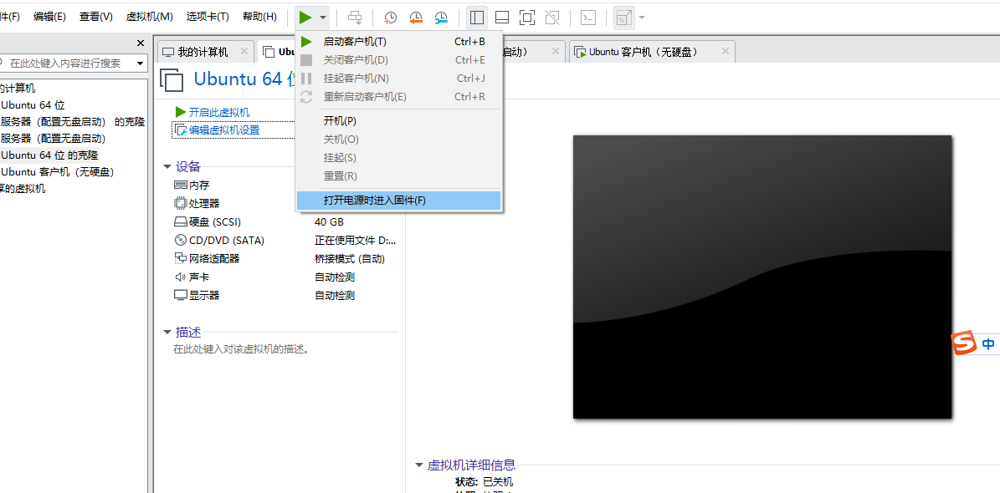 件(F) 编辑(E) 查看(V) 虚拟机(M) 选项卡(T) 帮助(H)
在此处键入内容进行搜索
的计算机
Ubuntu 64 位
服务器（配置无盘启动） 的克隆
服务器（配置无盘启动）
Ubuntu 64 位 的克隆
Ubuntu 客户机（无硬盘）
享的虚拟机
我的计算机
Ubu
启动）
Ubuntu 客户机（无硬盘）
Ubuntu 64 位
开启此虚拟机
编辑虚拟机设置
启动客户机(T) Ctrl+B
关闭客户机(D) Ctrl+E
挂起客户机(N) Ctrl+J
重新启动客户机(E) Ctrl+R
开机(P)
关机(O)
挂起(S)
重置(R)
打开电源时进入固件(F)
设备
内存
处理器
硬盘 (SCSI) 40 GB
CD/DVD (SATA) 正在使用文件 D:...
网络适配器 桥接模式 (自动)
声卡 自动检测
显示器 自动检测
描述
在此处键入对该虚拟机的描述。
中
虚拟机详细信息
状态: 已关机